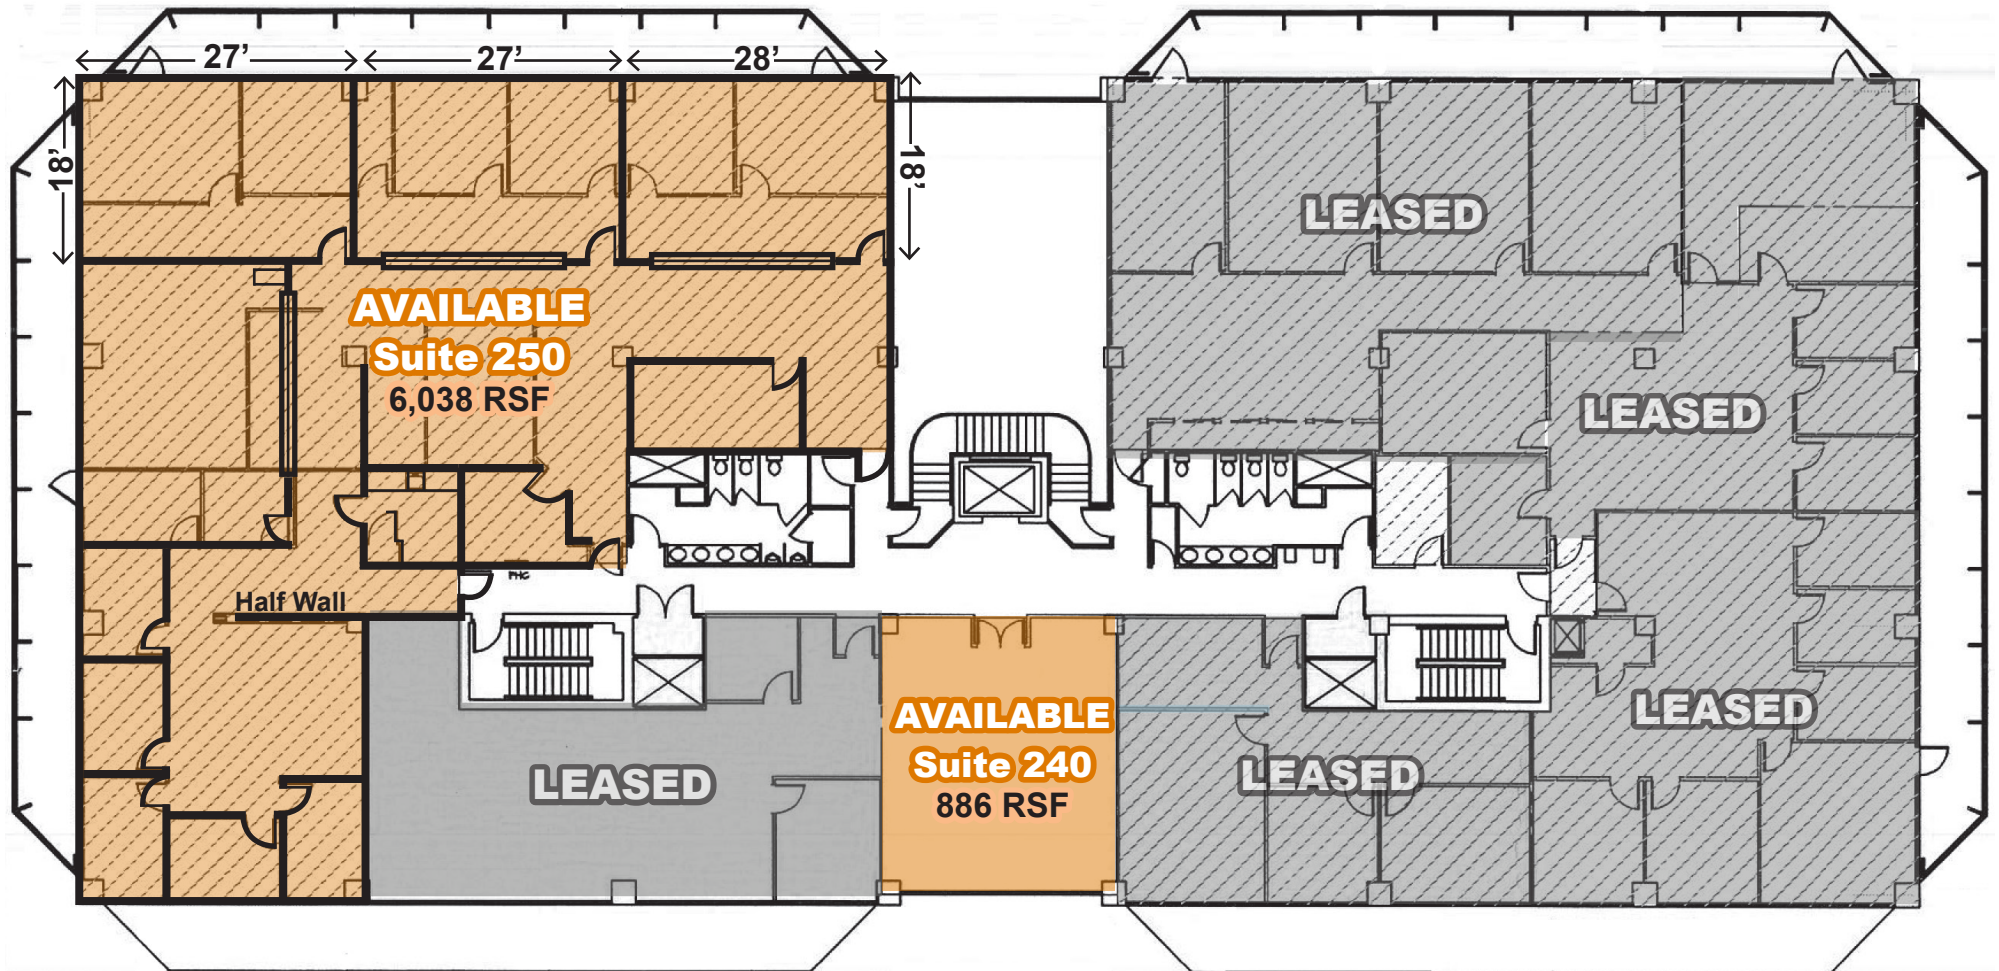 27’
27’
28’
18’
18’
LEASED
AVAILABLE
Suite 250
6,038 RSF
LEASED
FHC
Half Wall
LEASED
AVAILABLE
Suite 240
886 RSF
LEASED
LEASED